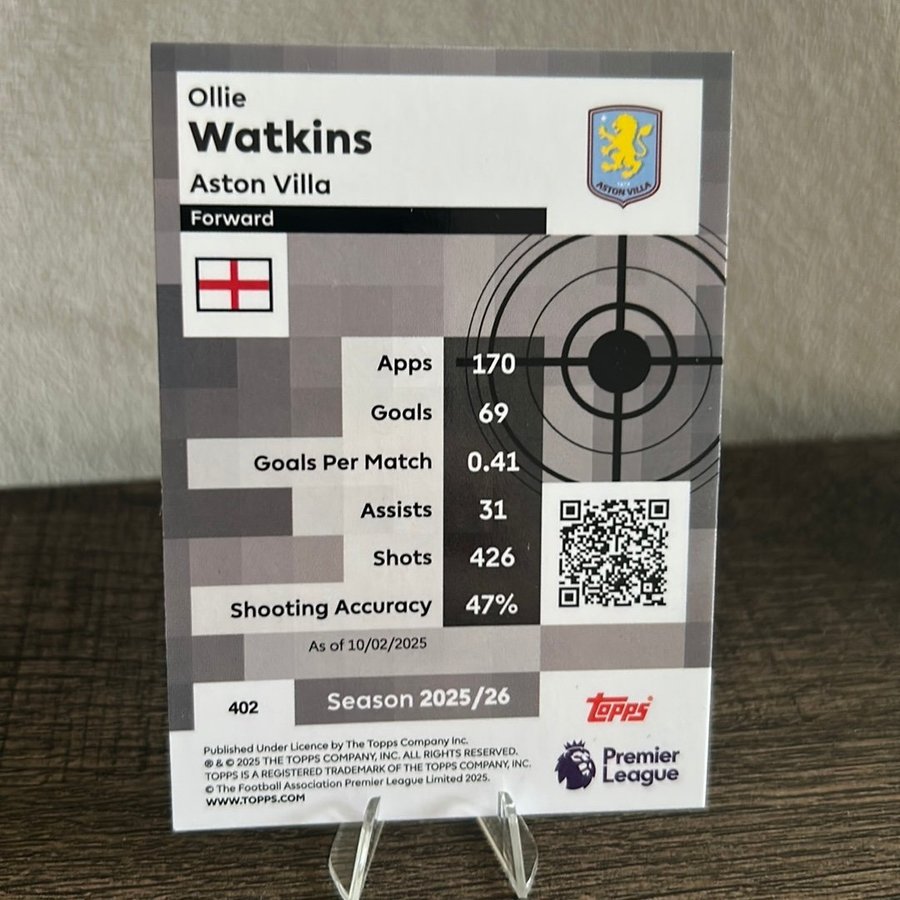 Ollie
Watkins
Aston Villa
Forward
ASTON VILLA
Apps 170
Goals 69
Goals Per Match 0.41
Assists 31
Shots 426
Shooting Accuracy 47%
As of 10/02/2025
402
Season 2025/26
topps®
Published Under Licence by The Topps Company Inc.
® & © 2025 THE TOPPS COMPANY, INC. ALL RIGHTS RESERVED.
TOPPS IS A REGISTERED TRADEMARK OF THE TOPPS COMPANY, INC.
© The Football Association Premier League Limited 2025.
WWW.TOPPS.COM
Premier
League